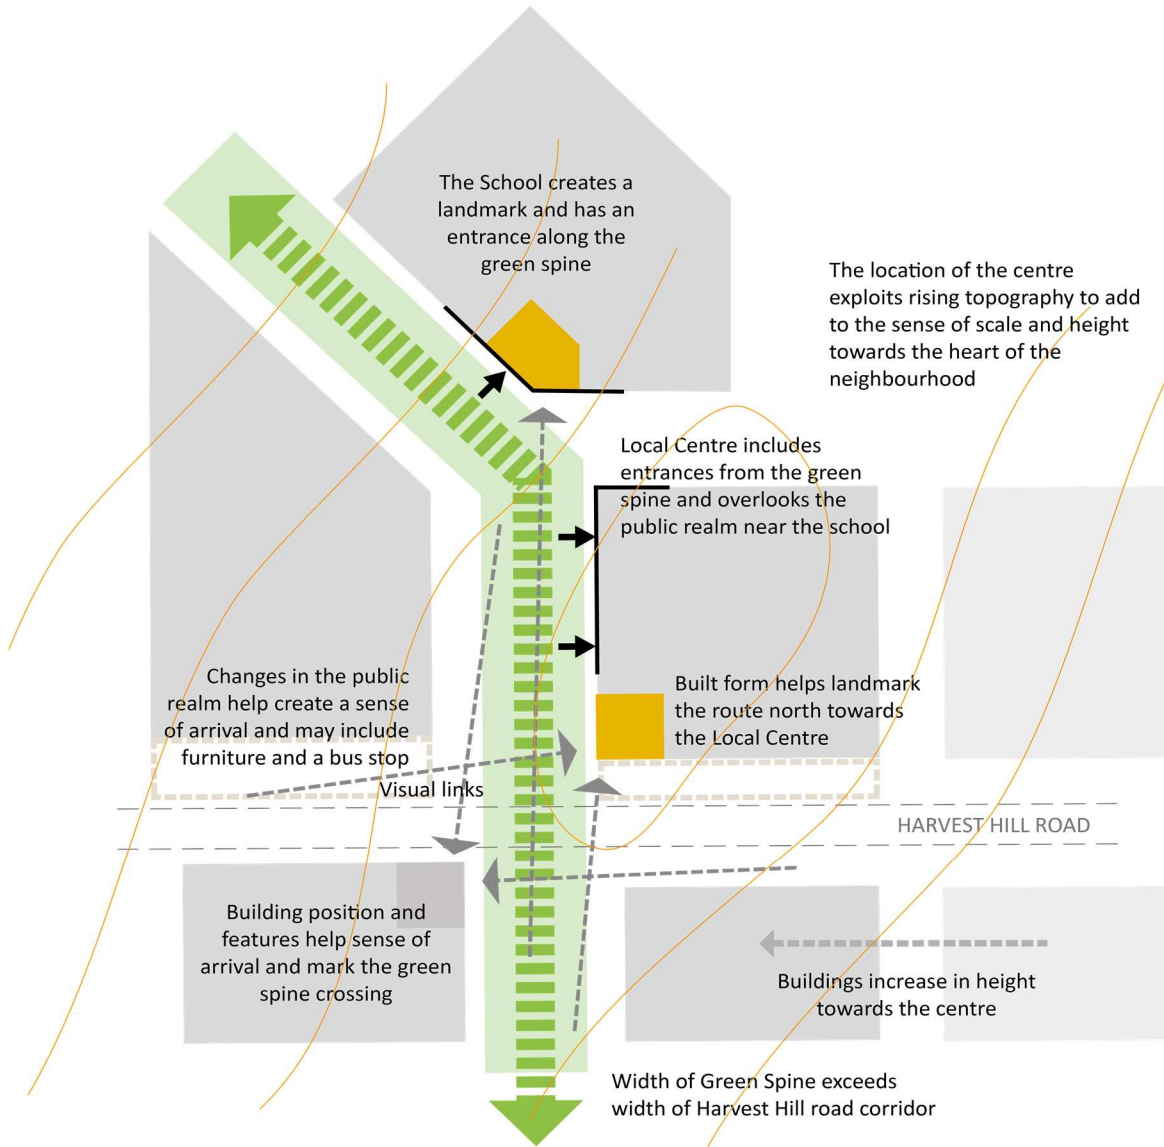 The School creates a
landmark and has an
entrance along the
green spine
The location of the centre
exploits rising topography to add
to the sense of scale and height
towards the heart of the
neighbourhood
Local Centre includes
entrances from the green
spine and overlooks the
public realm near the school
Changes in the public
realm help create a sense
of arrival and may include
furniture and a bus stop
Built form helps landmark
the route north towards
the Local Centre
Visual links
HARVEST HILL ROAD
Building position and
features help sense of
arrival and mark the green
spine crossing
Buildings increase in height
towards the centre
Width of Green Spine exceeds
width of Harvest Hill road corridor